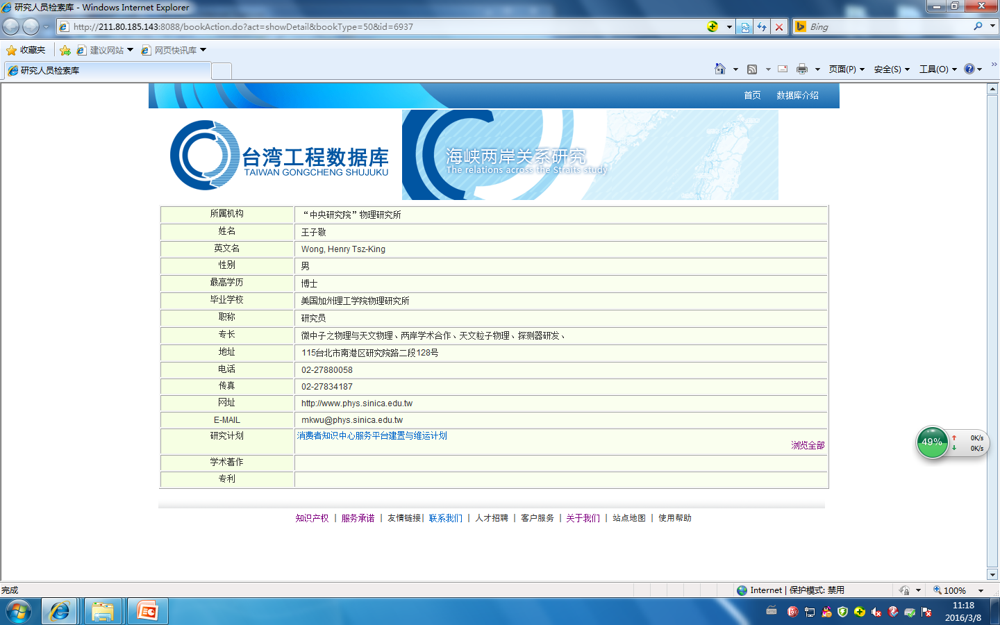 研究人员检索库 - Windows Internet Explorer
http://211.80.185.143:8088/bookAction.do?act=showDetail&bookType=50&id=6937
Bing
收藏夹 建议网站 网页快讯库
研究人员检索库
页面(P) 安全(S) 工具(O)
首页 数据库介绍
台湾工程数据库
TAIWAN GONGCHENG SHUJUKU
海峡两岸关系研究
The relations across the Straits study
所属机构 “中央研究院”物理研究所
姓名 王子敬
英文名 Wong, Henry Tsz-King
性别 男
最高学历 博士
毕业学校 美国加州理工学院物理研究所
职称 研究员
专长 微中子之物理与天文物理、两岸学术合作、天文粒子物理、探测器研发、
地址 115台北市南港区研究院路二段128号
电话 02-27880058
传真 02-27834187
网址 http://www.phys.sinica.edu.tw
E-MAIL mkwu@phys.sinica.edu.tw
研究计划 消费者知识中心服务平台建置与维运计划
浏览全部
学术著作
专利
知识产权 | 服务承诺 | 友情链接| 联系我们 | 人才招聘 | 客户服务 | 关于我们 | 站点地图 | 使用帮助
49% 0K/s
0K/s
完成 Internet | 保护模式: 禁用 100%
11:18
2016/3/8